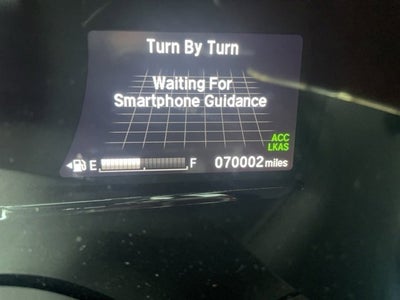 Turn By Turn
Waiting For
Smartphone Guidance
ACC
LKAS
E F 070002 miles